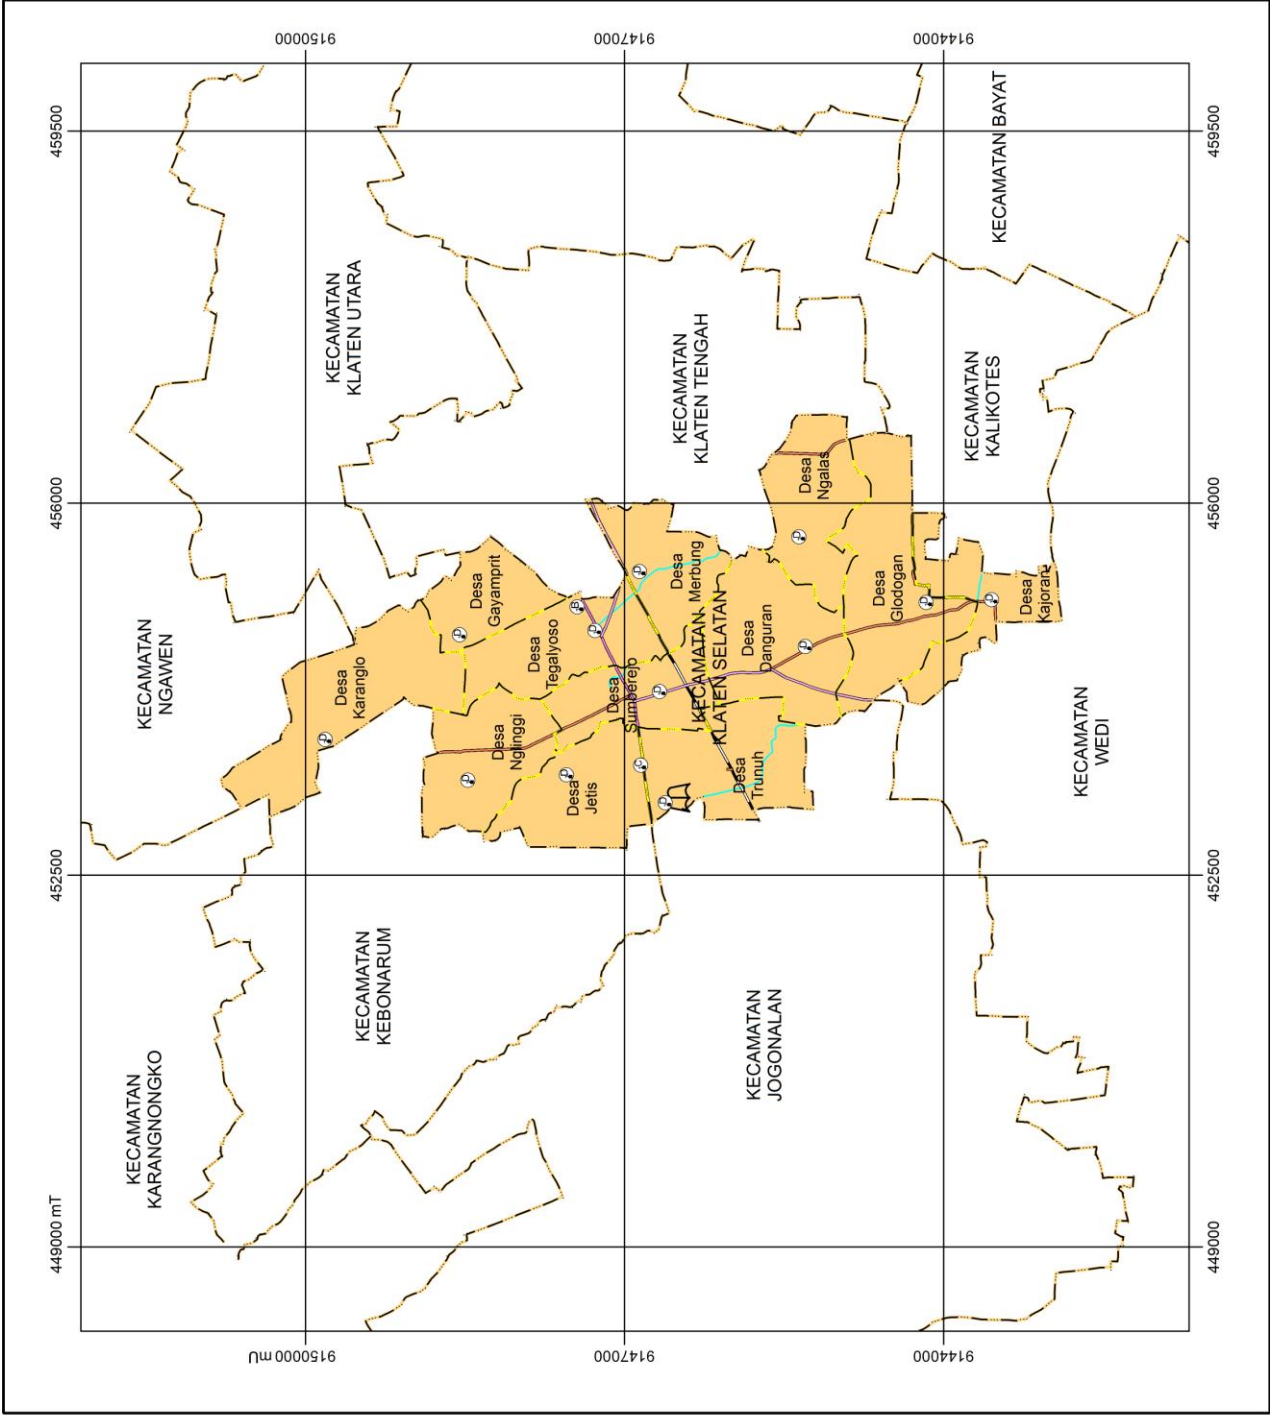 449000 mT
452500
456000
459500
9150000 mU
9150000
KECAMATAN
KARANGNONGKO
KECAMATAN
NGAWEN
KECAMATAN
KLATEN UTARA
Desa
Karanglo
D
KECAMATAN
KEBONARUM
D
Desa
Gayamprit
D
Desa
Nglinggi
Desa
Tegalyoso
D
Desa
Jetis
B
D
Desa
Sumberejo
9147000
9147000
C
D
D
D
Desa
Merbung
KECAMATAN
KLATEN TENGAH
KECAMATAN
KLATEN SELATAN
Desa
Trunuh
Desa
Danguran
KECAMATAN
JOGONALAN
D
D
Desa
Ngalas
Desa
Glodogan
D
9144000
9144000
KECAMATAN
KALIKOTES
KECAMATAN BAYAT
D
Desa
Kajoran
KECAMATAN
WEDI
449000
452500
456000
459500